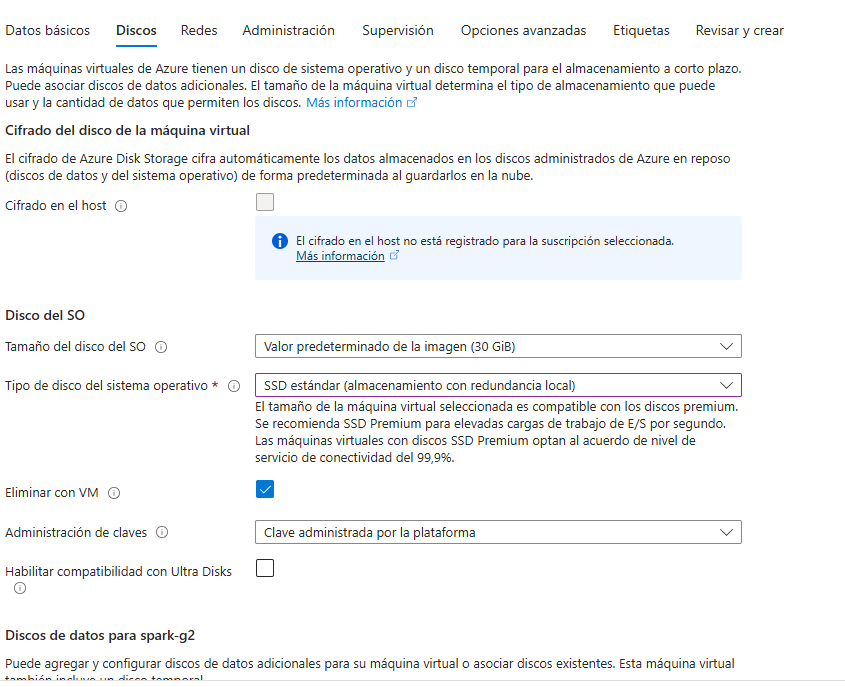 Datos básicos Discos Redes Administración Supervisión Opciones avanzadas Etiquetas Revisar y crear
Las máquinas virtuales de Azure tienen un disco de sistema operativo y un disco temporal para el almacenamiento a corto plazo.
Puede asociar discos de datos adicionales. El tamaño de la máquina virtual determina el tipo de almacenamiento que puede
usar y la cantidad de datos que permiten los discos. Más información
Cifrado del disco de la máquina virtual
El cifrado de Azure Disk Storage cifra automáticamente los datos almacenados en los discos administrados de Azure en reposo
(discos de datos y del sistema operativo) de forma predeterminada al guardarlos en la nube.
Cifrado en el host
El cifrado en el host no está registrado para la suscripción seleccionada.
Más información
Disco del SO
Tamaño del disco del SO Valor predeterminado de la imagen (30 GiB)
Tipo de disco del sistema operativo * SSD estándar (almacenamiento con redundancia local)
El tamaño de la máquina virtual seleccionada es compatible con los discos premium.
Se recomienda SSD Premium para elevadas cargas de trabajo de E/S por segundo.
Las máquinas virtuales con discos SSD Premium optan al acuerdo de nivel de
servicio de conectividad del 99,9%.
Eliminar con VM
Administración de claves Clave administrada por la plataforma
Habilitar compatibilidad con Ultra Disks
Discos de datos para spark-g2
Puede agregar y configurar discos de datos adicionales para su máquina virtual o asociar discos existentes. Esta máquina virtual
también incluye un disco temporal.